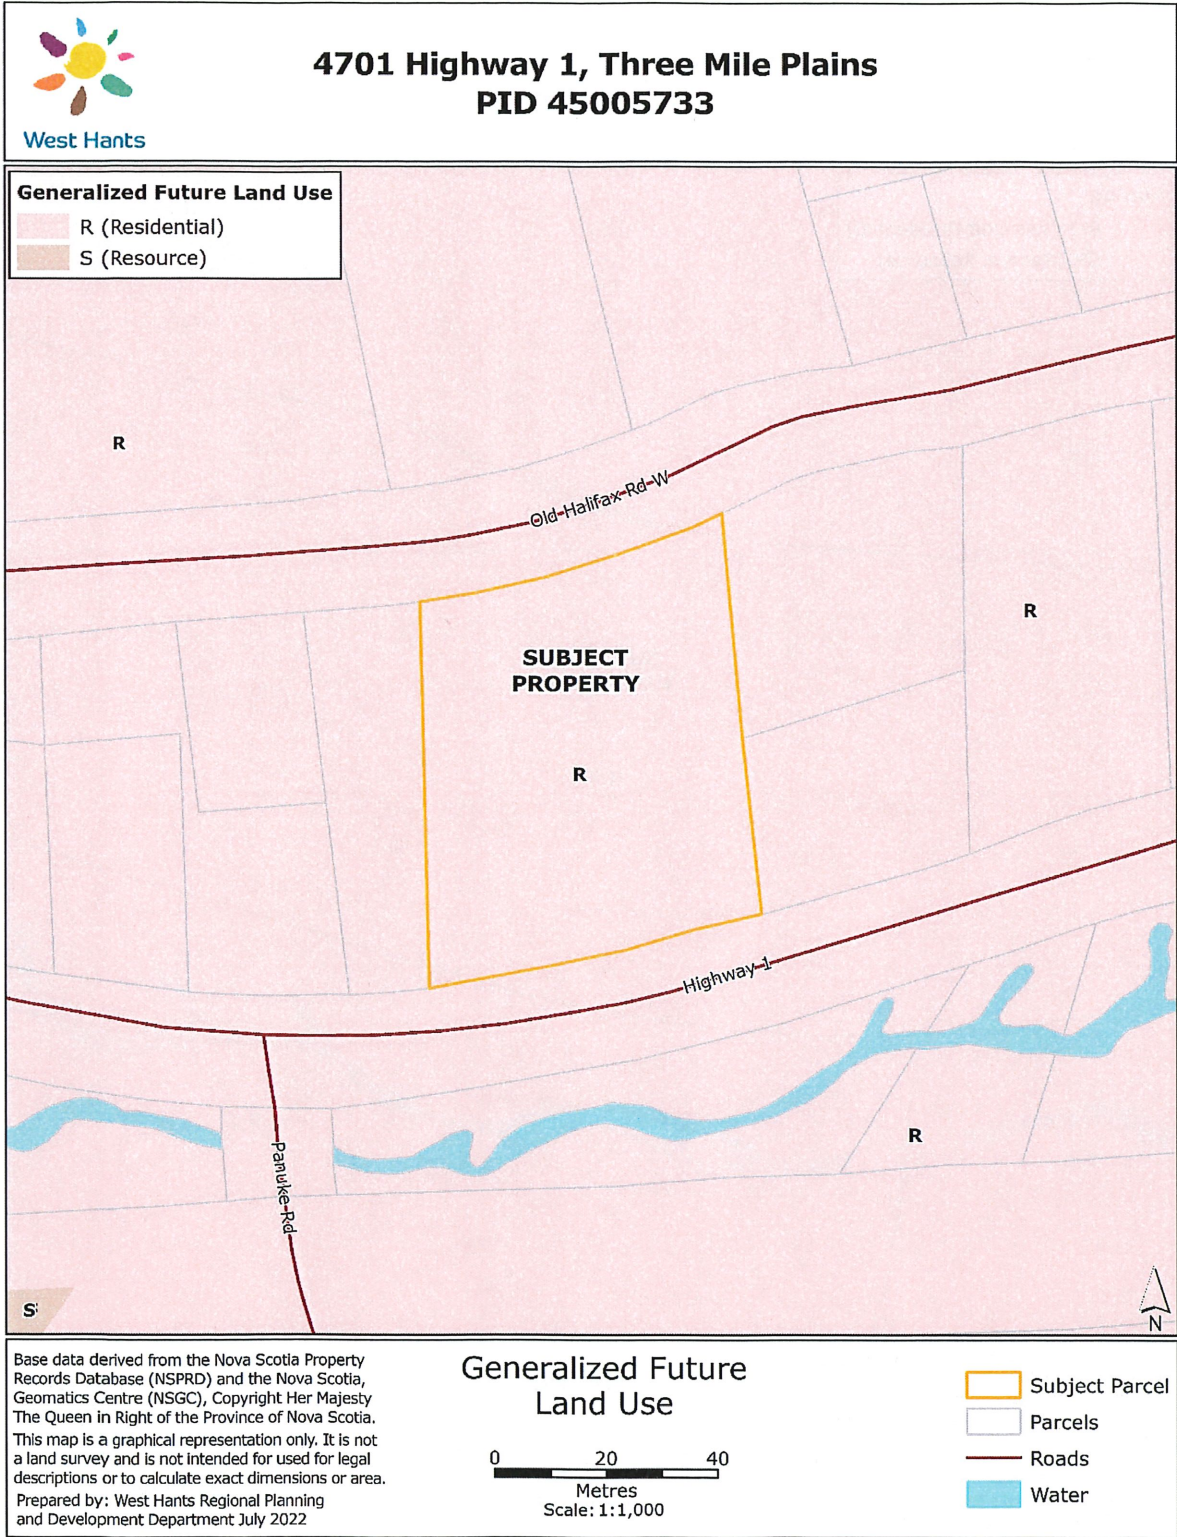 4701 Highway 1, Three Mile Plains
PID 45005733
West Hants
Generalized Future Land Use
R (Residential)
S (Resource)
R
Old Halifax Rd W
R
SUBJECT
PROPERTY
R
Highway 1
R
Panuke Rd
S
N
Base data derived from the Nova Scotia Property
Records Database (NSPRD) and the Nova Scotia,
Geomatics Centre (NSGC), Copyright Her Majesty
The Queen in Right of the Province of Nova Scotia.
This map is a graphical representation only. It is not
a land survey and is not intended for used for legal
descriptions or to calculate exact dimensions or area.
Prepared by: West Hants Regional Planning
and Development Department July 2022
Generalized Future
Land Use
0 20 40
Metres
Scale: 1:1,000
Subject Parcel
Parcels
Roads
Water